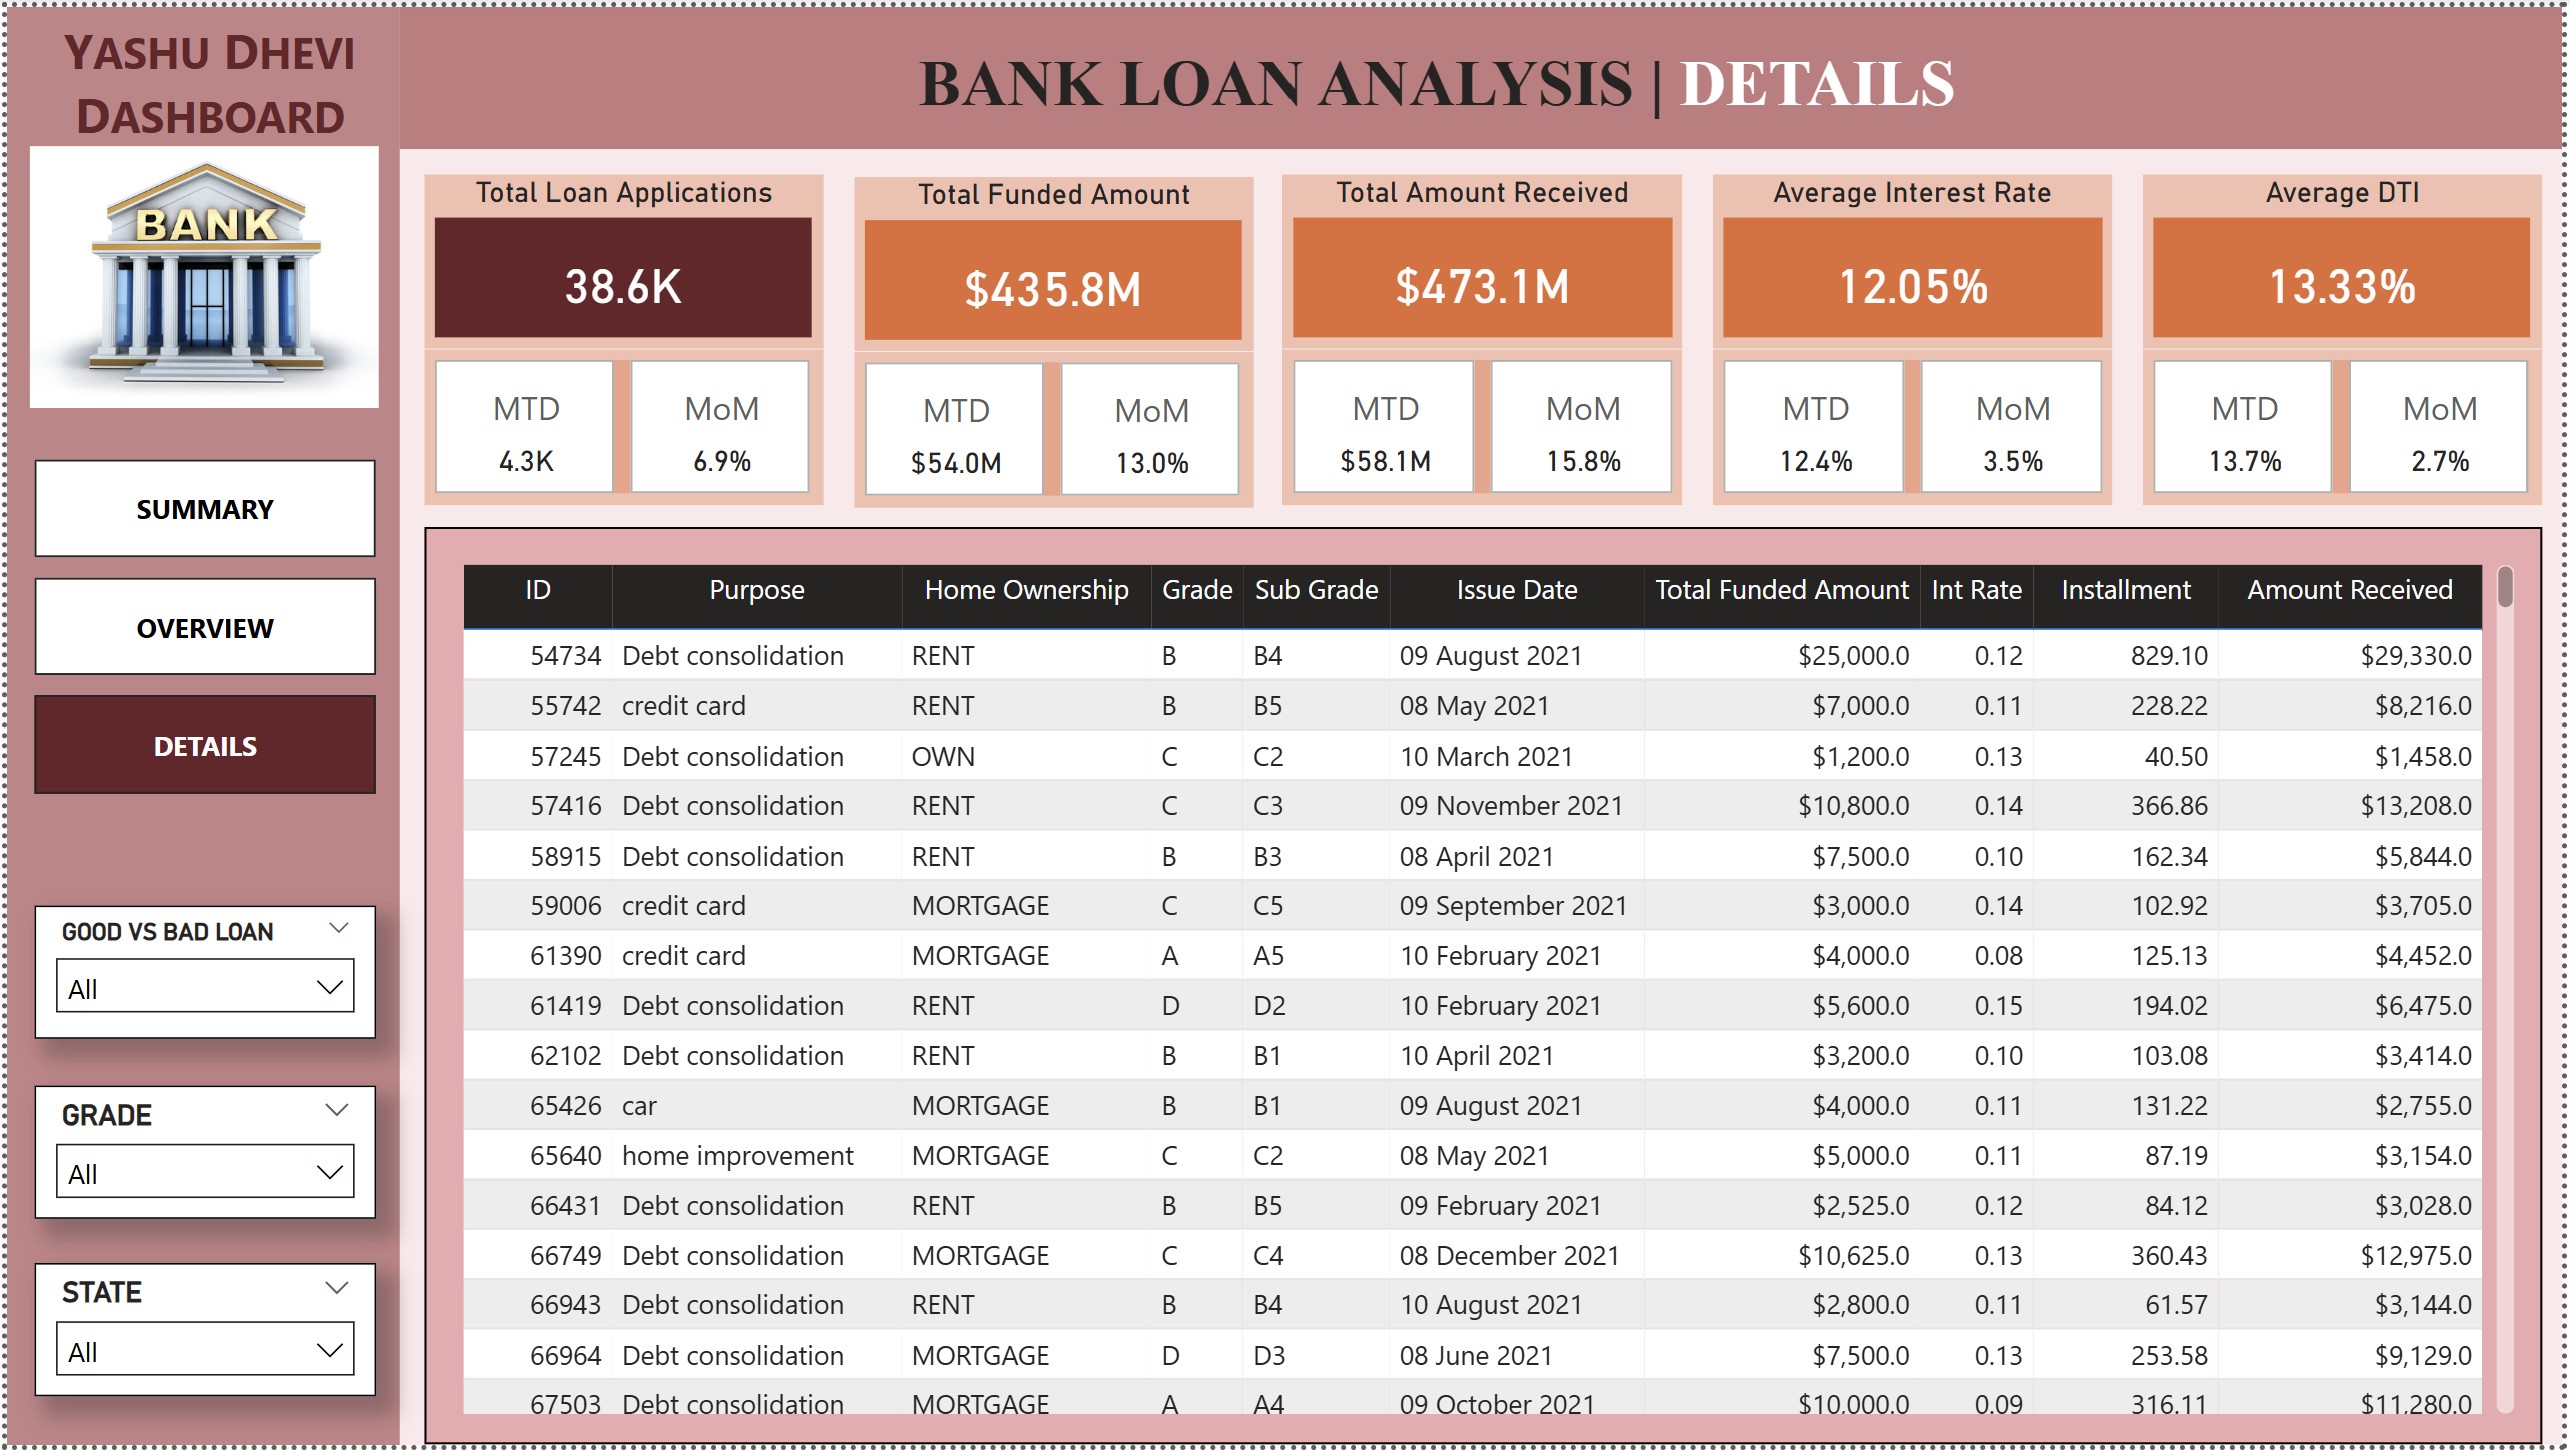 YASHU DHEVI
DASHBOARD
BANK
SUMMARY
OVERVIEW
DETAILS
GOOD VS BAD LOAN
All
GRADE
All
STATE
All
BANK LOAN ANALYSIS | DETAILS
Total Loan Applications
38.6K
MTD MoM
4.3K 6.9%
Total Funded Amount
$435.8M
MTD MoM
$54.0M 13.0%
Total Amount Received
$473.1M
MTD MoM
$58.1M 15.8%
Average Interest Rate
12.05%
MTD MoM
12.4% 3.5%
Average DTI
13.33%
MTD MoM
13.7% 2.7%
ID Purpose Home Ownership Grade Sub Grade Issue Date Total Funded Amount Int Rate Installment Amount Received
54734 Debt consolidation RENT B B4 09 August 2021 $25,000.0 0.12 829.10 $29,330.0
55742 credit card RENT B B5 08 May 2021 $7,000.0 0.11 228.22 $8,216.0
57245 Debt consolidation OWN C C2 10 March 2021 $1,200.0 0.13 40.50 $1,458.0
57416 Debt consolidation RENT C C3 09 November 2021 $10,800.0 0.14 366.86 $13,208.0
58915 Debt consolidation RENT B B3 08 April 2021 $7,500.0 0.10 162.34 $5,844.0
59006 credit card MORTGAGE C C5 09 September 2021 $3,000.0 0.14 102.92 $3,705.0
61390 credit card MORTGAGE A A5 10 February 2021 $4,000.0 0.08 125.13 $4,452.0
61419 Debt consolidation RENT D D2 10 February 2021 $5,600.0 0.15 194.02 $6,475.0
62102 Debt consolidation RENT B B1 10 April 2021 $3,200.0 0.10 103.08 $3,414.0
65426 car MORTGAGE B B1 09 August 2021 $4,000.0 0.11 131.22 $2,755.0
65640 home improvement MORTGAGE C C2 08 May 2021 $5,000.0 0.11 87.19 $3,154.0
66431 Debt consolidation RENT B B5 09 February 2021 $2,525.0 0.12 84.12 $3,028.0
66749 Debt consolidation MORTGAGE C C4 08 December 2021 $10,625.0 0.13 360.43 $12,975.0
66943 Debt consolidation RENT B B4 10 August 2021 $2,800.0 0.11 61.57 $3,144.0
66964 Debt consolidation MORTGAGE D D3 08 June 2021 $7,500.0 0.13 253.58 $9,129.0
67503 Debt consolidation MORTGAGE A A4 09 October 2021 $10,000.0 0.09 316.11 $11,280.0